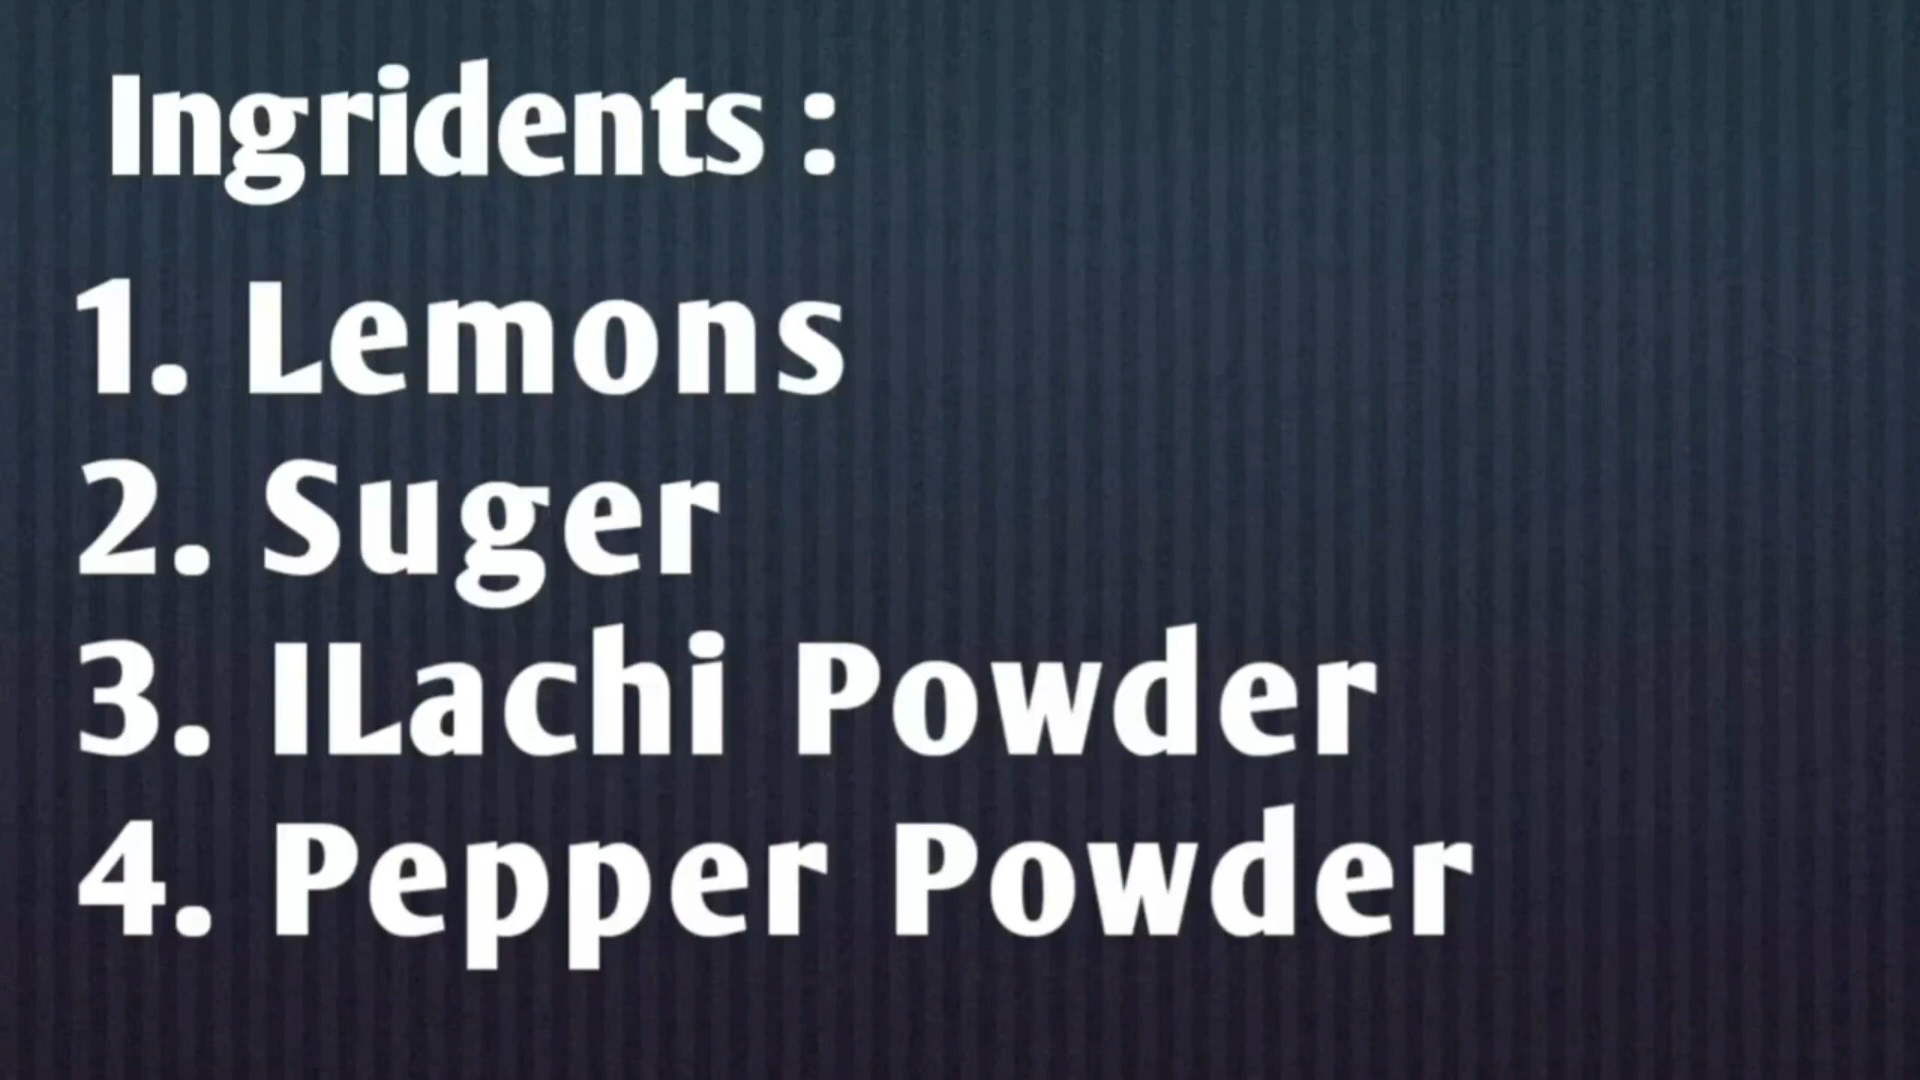 Ingridents :
1. Lemons
2. Suger
3. ILachi Powder
4. Pepper Powder